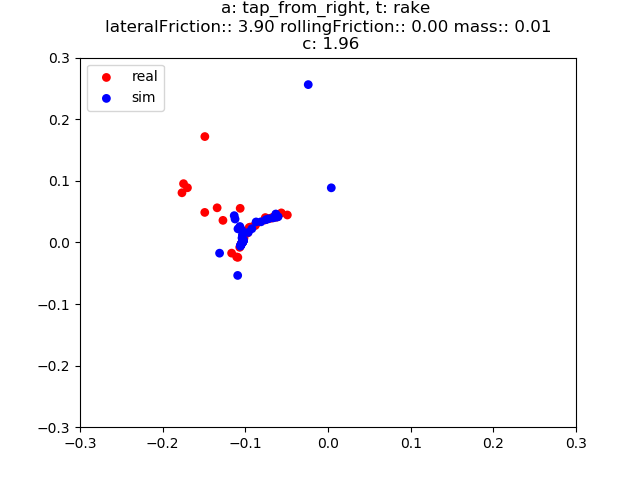 a: tap_from_right, t: rake
lateralFriction:: 3.90 rollingFriction:: 0.00 mass:: 0.01
c: 1.96
real
sim
0.3
0.2
0.1
0.0
−0.1
−0.2
−0.3
−0.3 −0.2 −0.1 0.0 0.1 0.2 0.3